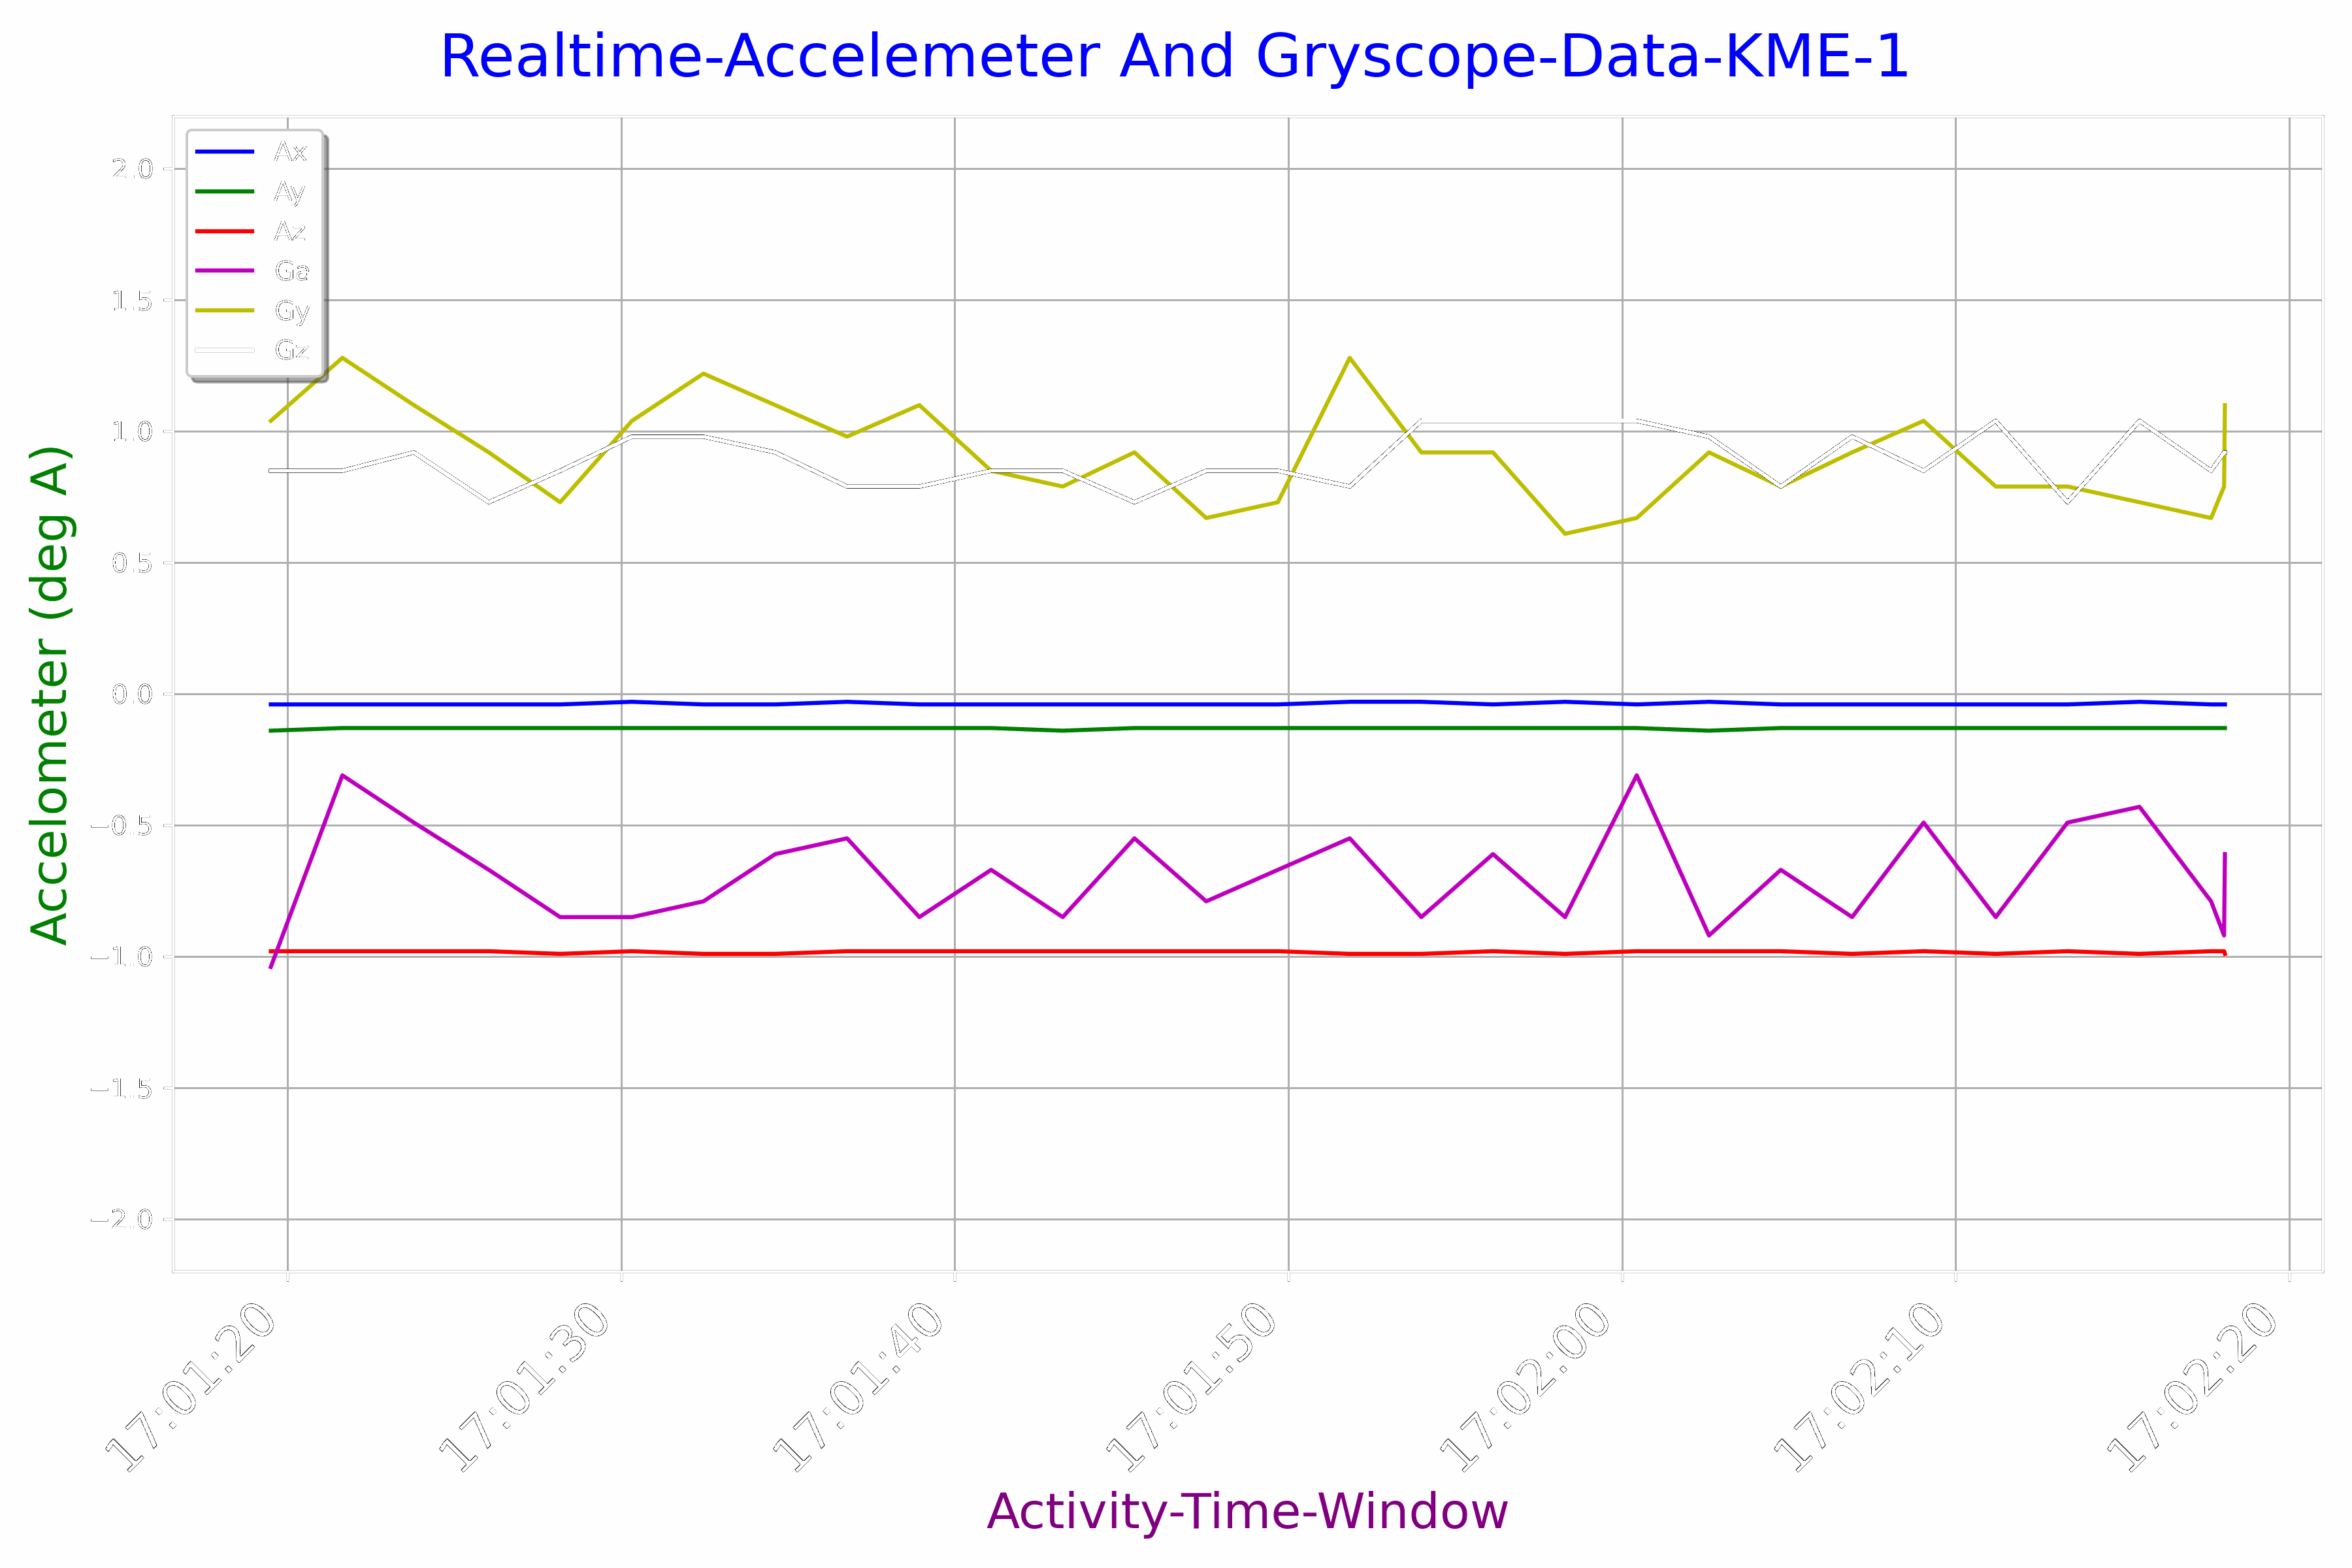 Realtime-Accelemeter And Gryscope-Data-KME-1
Ax
Ay
Az
Ga
Gy
Gz
2.0
1.5
1.0
0.5
0.0
−0.5
−1.0
−1.5
−2.0
Accelometer (deg A)
17:01:20
17:01:30
17:01:40
17:01:50
17:02:00
17:02:10
17:02:20
Activity-Time-Window